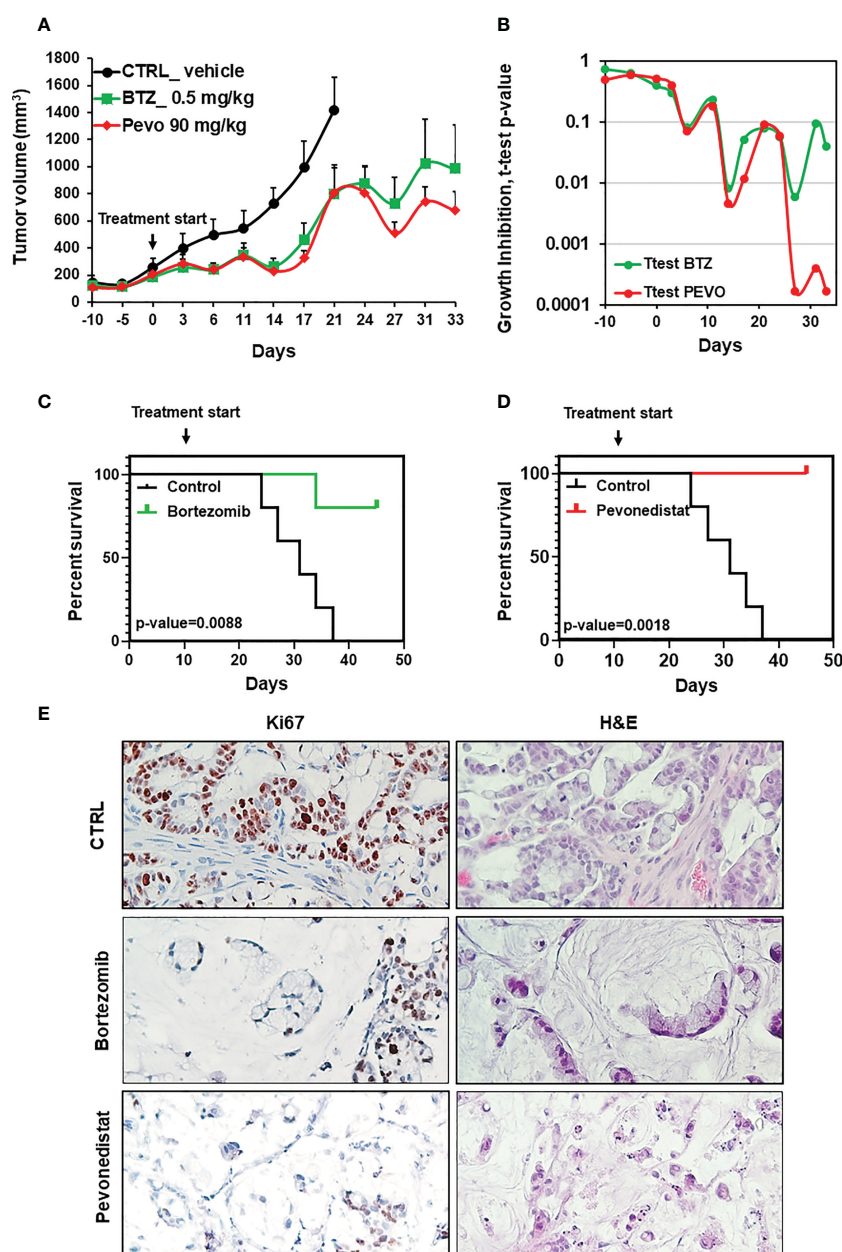 A
Tumor volume (mm³)
1800
1600
1400
1200
1000
800
600
400
200
0
CTRL_ vehicle
BTZ_ 0.5 mg/kg
Pevo 90 mg/kg
Treatment start
-10 -5 0 3 6 11 14 17 21 24 27 31 33
Days
B
Growth Inhibition, t-test p-value
1
0.1
0.01
0.001
0.0001
Ttest BTZ
Ttest PEVO
-10 0 10 20 30
Days
C
Treatment start
Percent survival
100
50
0
Control
Bortezomib
p-value=0.0088
0 10 20 30 40 50
Days
D
Treatment start
Percent survival
100
50
0
Control
Pevonedistat
p-value=0.0018
0 10 20 30 40 50
Days
E
Ki67 H&E
CTRL
Bortezomib
Pevonedistat